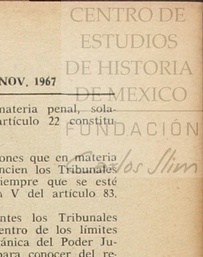 CENTRO DE
ESTUDIOS
DE HISTORIA
NOV, 1967
DE MEXICO
materia penal, sola-
artículo 22 constitu-
FUNDACIÓN
ones que en materia
ncien los Tribunales
Carlos Slim
iempre que se esté
V del artículo 83,
ntes los Tribunales
entro de los límites
ánica del Poder Ju-
para conocer del re-